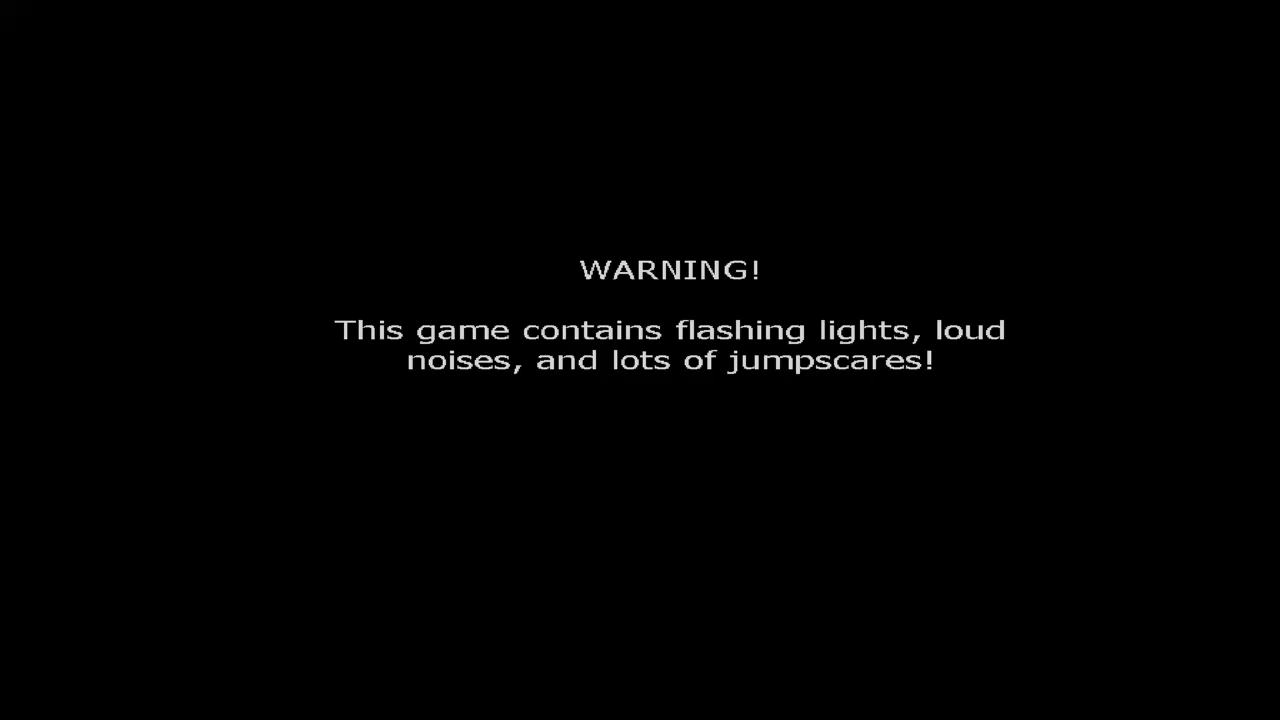 WARNING!
This game contains flashing lights, loud
noises, and lots of jumpscares!